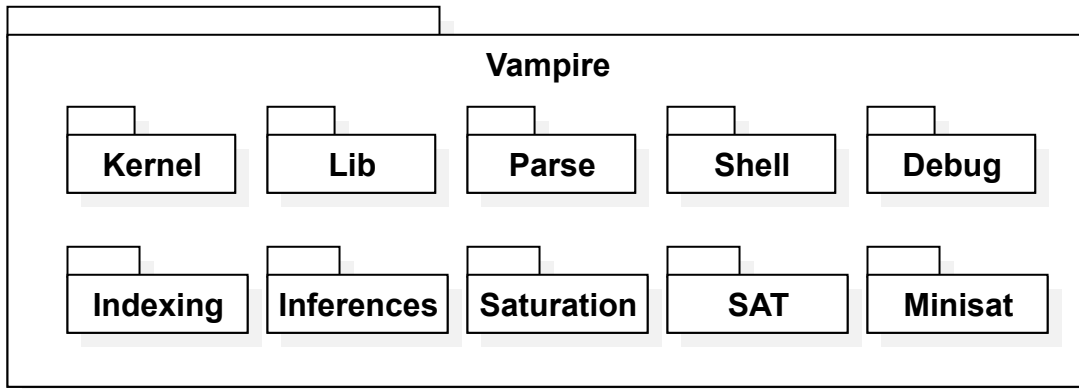 Vampire
Kernel Lib Parse Shell Debug
Indexing Inferences Saturation SAT Minisat